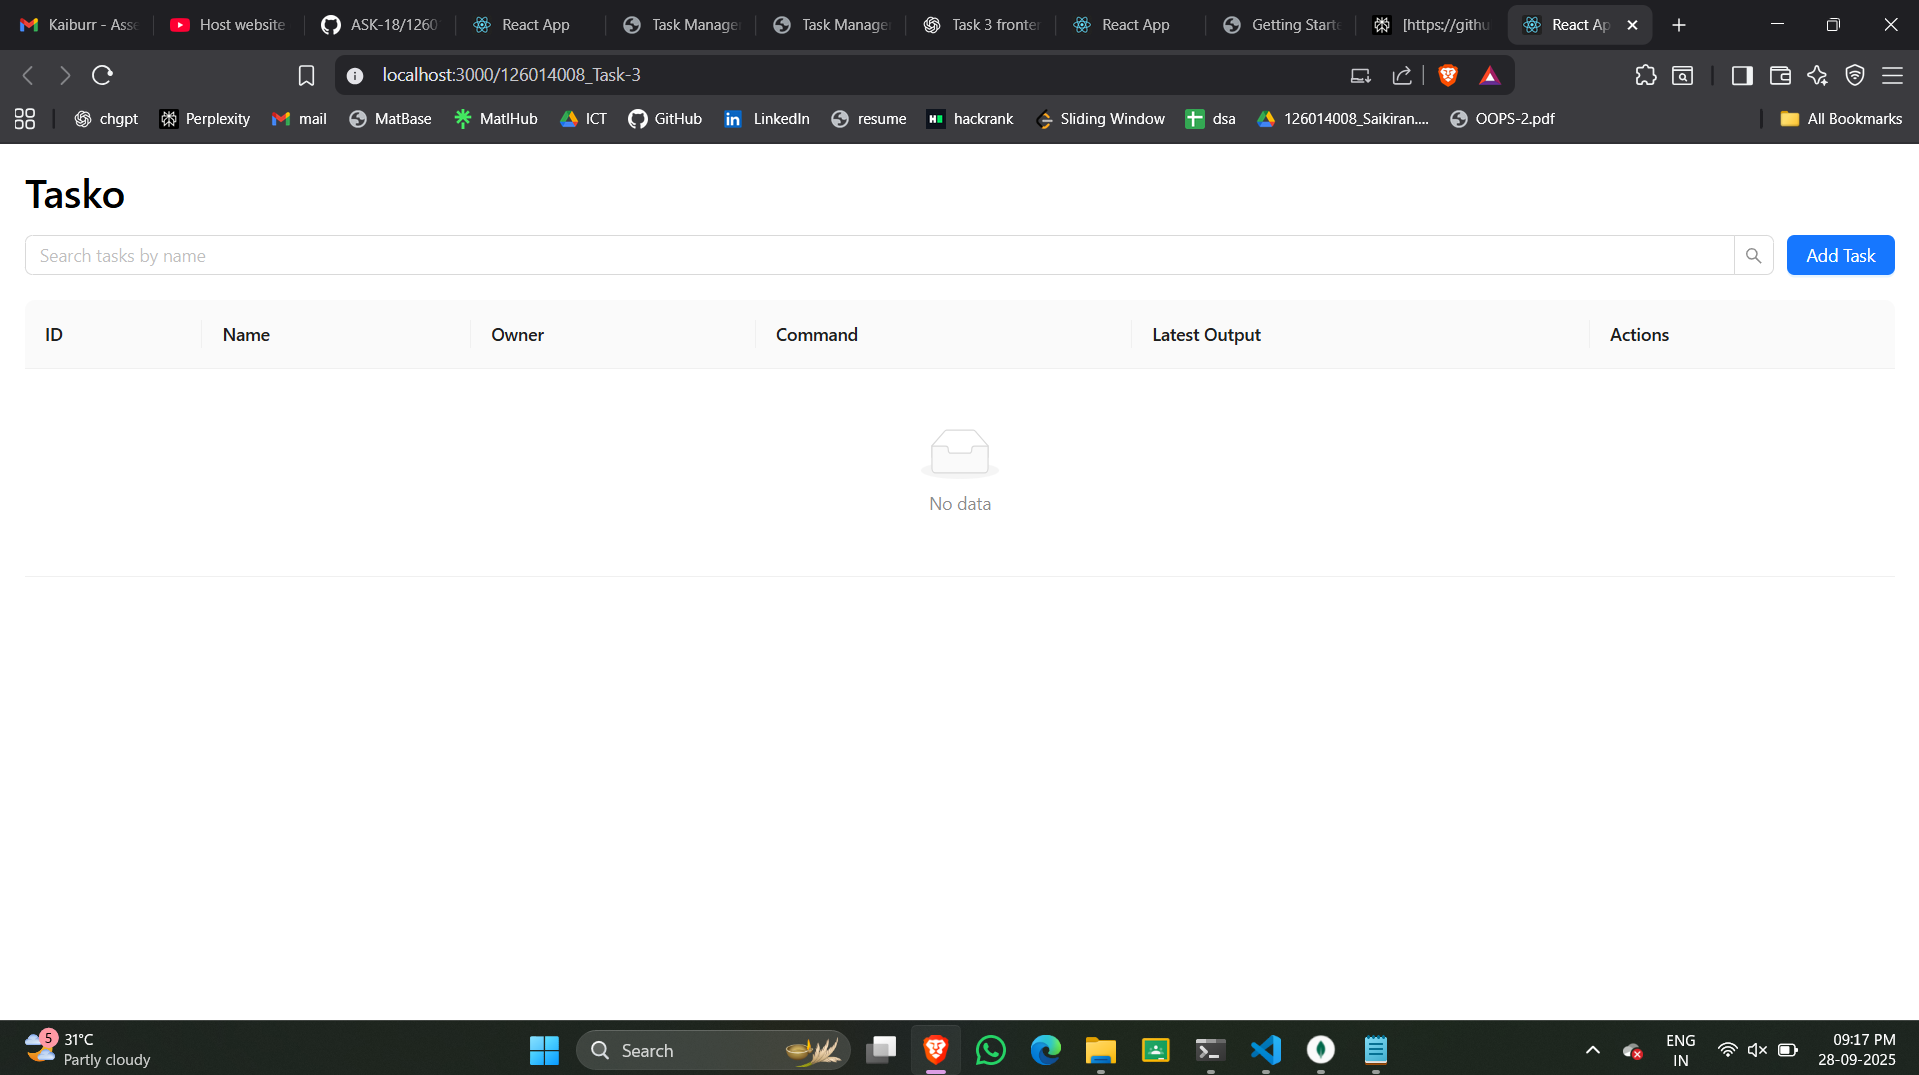 Kaiburr - Asse
Host website
ASK-18/1260
React App
Task Manage
Task Manage
Task 3 fronte
React App
Getting Start
[https://githu
React Ap
localhost:3000/126014008_Task-3
chgpt
Perplexity
mail
MatBase
MatlHub
ICT
GitHub
LinkedIn
resume
hackrank
Sliding Window
dsa
126014008_Saikiran....
OOPS-2.pdf
All Bookmarks
Tasko
Search tasks by name
Add Task
ID Name Owner Command Latest Output Actions
No data
5
31°C
Partly cloudy
Search
ENG
IN
09:17 PM
28-09-2025